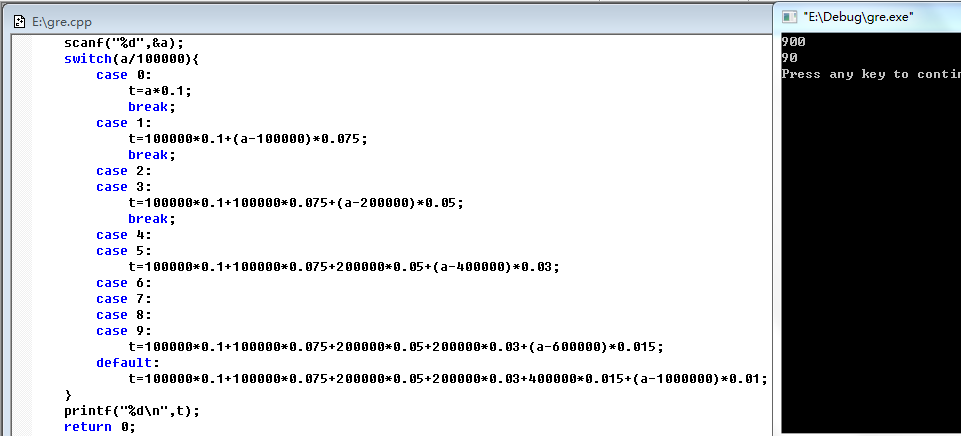 E:\gre.cpp
scanf("%d",&a);
switch(a/100000){
case 0:
t=a*0.1;
break;
case 1:
t=100000*0.1+(a-100000)*0.075;
break;
case 2:
case 3:
t=100000*0.1+100000*0.075+(a-200000)*0.05;
break;
case 4:
case 5:
t=100000*0.1+100000*0.075+200000*0.05+(a-400000)*0.03;
case 6:
case 7:
case 8:
case 9:
t=100000*0.1+100000*0.075+200000*0.05+200000*0.03+(a-600000)*0.015;
default:
t=100000*0.1+100000*0.075+200000*0.05+200000*0.03+400000*0.015+(a-1000000)*0.01;
}
printf("%d\n",t);
return 0;
"E:\Debug\gre.exe"
900
90
Press any key to contin